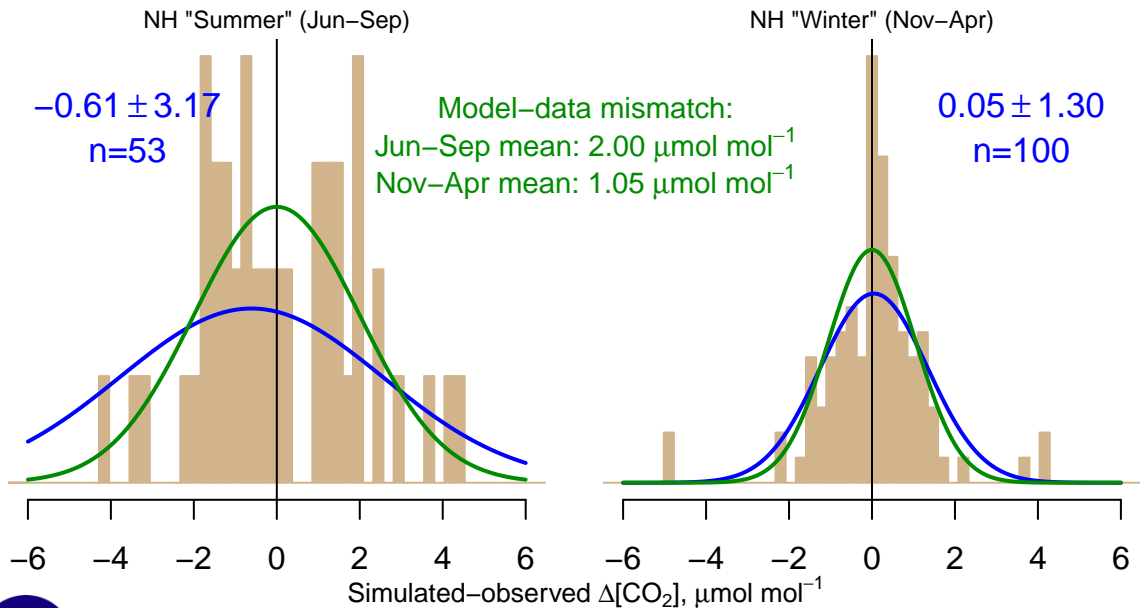 NH "Summer" (Jun−Sep)
−0.61 ± 3.17
n=53
Model−data mismatch:
Jun−Sep mean: 2.00 μmol mol⁻¹
Nov−Apr mean: 1.05 μmol mol⁻¹
NH "Winter" (Nov−Apr)
0.05 ± 1.30
n=100
−6 −4 −2 0 2 4 6
−6 −4 −2 0 2 4 6
Simulated−observed Δ[CO₂], μmol mol⁻¹